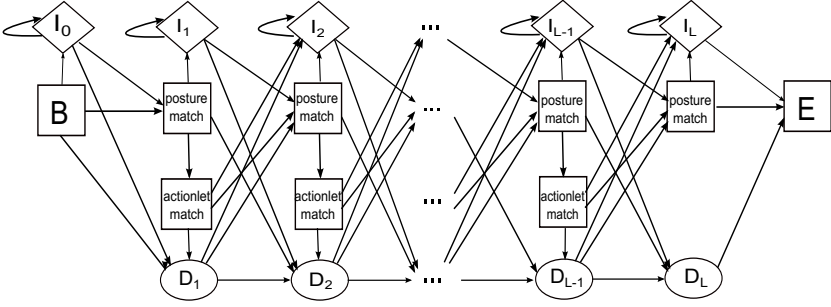 I0 I1 I2 ... IL-1 IL
B posture match posture match ... posture match posture match E
actionlet match actionlet match ... actionlet match
D1 D2 ... DL-1 DL